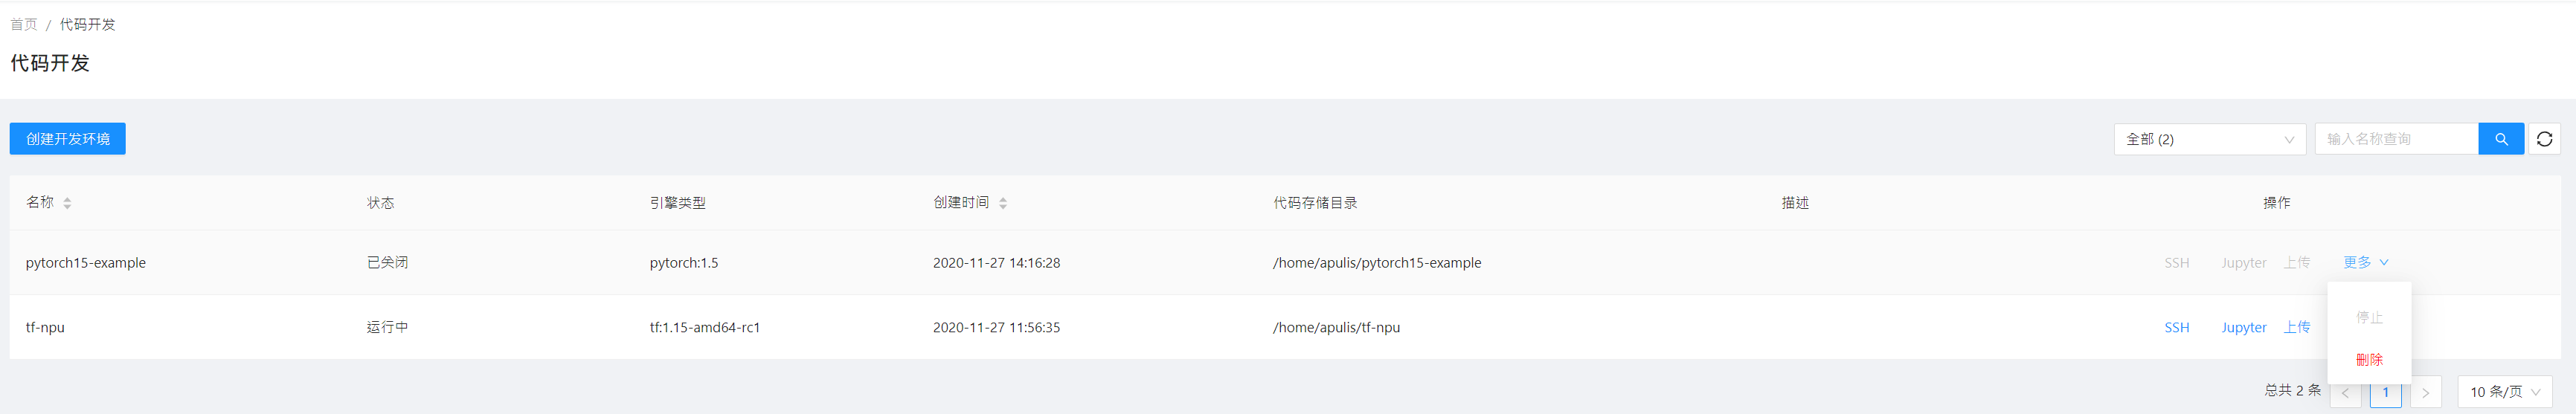 首页 / 代码开发
代码开发
创建开发环境 全部 (2) 输入名称查询
名称 状态 引擎类型 创建时间 代码存储目录 描述 操作
pytorch15-example 已关闭 pytorch:1.5 2020-11-27 14:16:28 /home/apulis/pytorch15-example SSH Jupyter 上传 更多
停止
tf-npu 运行中 tf:1.15-amd64-rc1 2020-11-27 11:56:35 /home/apulis/tf-npu SSH Jupyter 上传
删除
总共 2 条 < 1 > 10 条/页